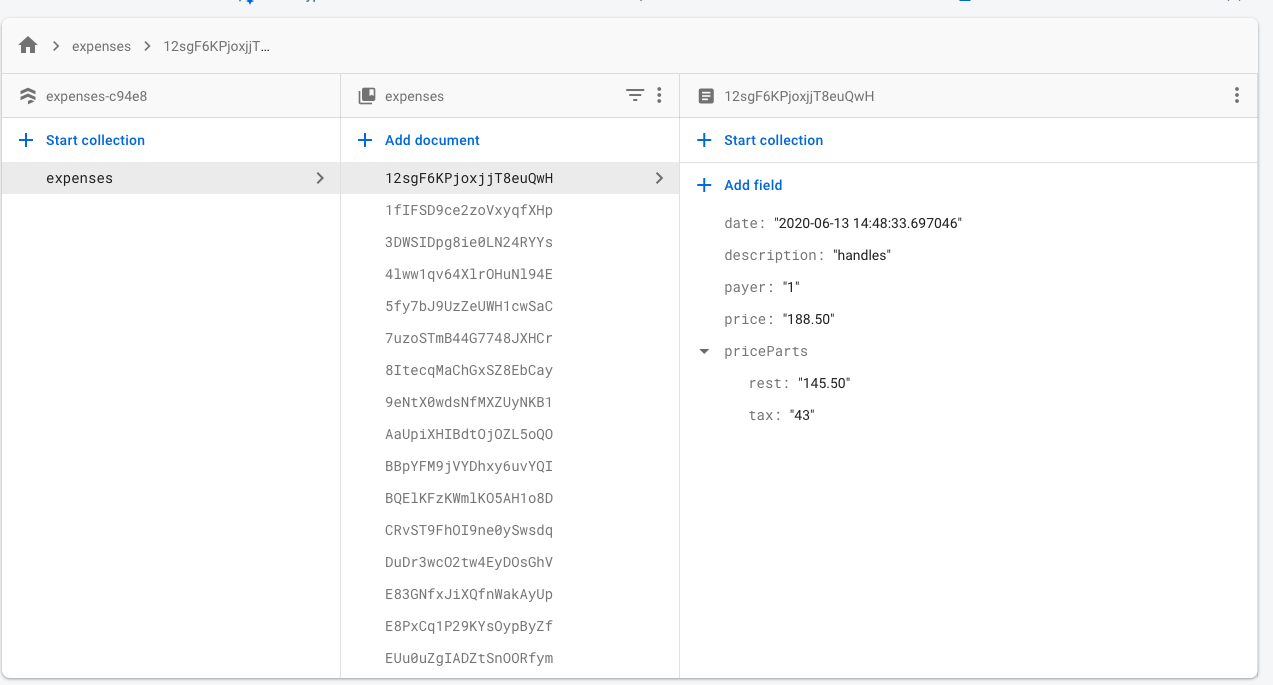 expenses > 12sgF6KPjoxjjT...
expenses-c94e8
Start collection
expenses
expenses
Add document
12sgF6KPjoxjjT8euQwH
1fIFSD9ce2zoVxyqfXHp
3DWSIDpg8ie0LN24RYYs
4lww1qv64XlrOHuNl94E
5fy7bJ9UzZeUWH1cwSaC
7uzoSTmB44G7748JXHCr
8ItecqMaChGxSZ8EbCay
9eNtX0wdsNfMXZUyNKB1
AaUpiXHIBdtOjOZL5oQO
BBpYFM9jVYDhxy6uvYQI
BQElKFzKWmlKO5AH1o8D
CRvST9FhOI9ne0ySwsdq
DuDr3wcO2tw4EyDOsGhV
E83GNfxJiXQfnWakAyUp
E8PxCq1P29KYsOypByZf
EUu0uZgIADZtSnOORfym
12sgF6KPjoxjjT8euQwH
Start collection
Add field
date: "2020-06-13 14:48:33.697046"
description: "handles"
payer: "1"
price: "188.50"
priceParts
rest: "145.50"
tax: "43"